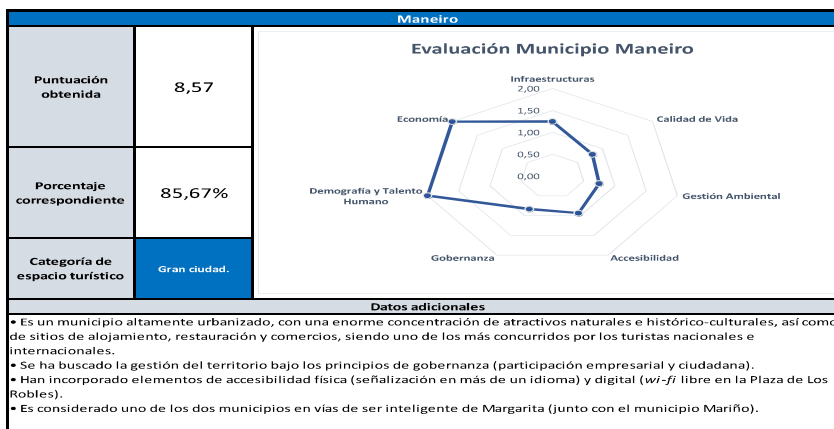 Maneiro
Puntuación
obtenida
8,57
Porcentaje
correspondiente
85,67%
Categoría de
espacio turístico
Gran ciudad.
Evaluación Municipio Maneiro
Infraestructuras
2,00
1,50
1,00
0,50
0,00
Calidad de Vida
Gestión Ambiental
Accesibilidad
Gobernanza
Demografía y Talento
Humano
Economía
Datos adicionales
• Es un municipio altamente urbanizado, con una enorme concentración de atractivos naturales e histórico-culturales, así como
de sitios de alojamiento, restauración y comercios, siendo uno de los más concurridos por los turistas nacionales e
internacionales.
• Se ha buscado la gestión del territorio bajo los principios de gobernanza (participación empresarial y ciudadana).
• Han incorporado elementos de accesibilidad física (señalización en más de un idioma) y digital (wi-fi libre en la Plaza de Los
Robles).
• Es considerado uno de los dos municipios en vías de ser inteligente de Margarita (junto con el municipio Mariño).